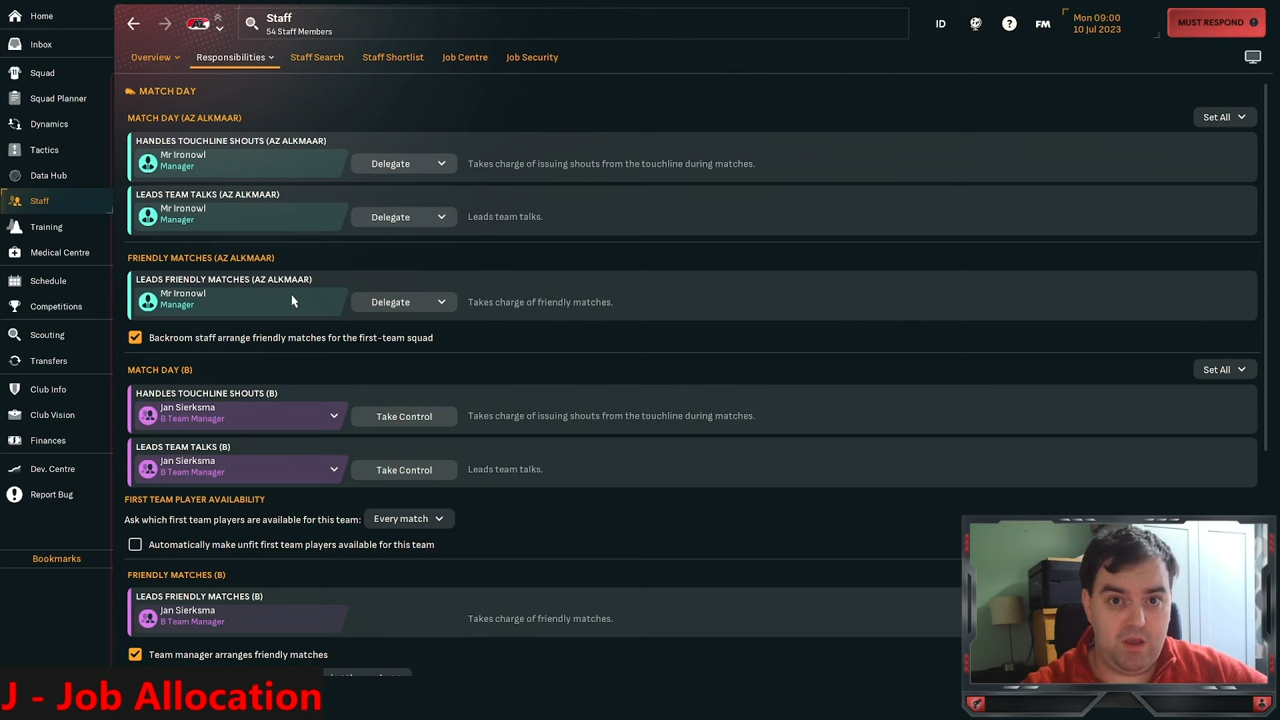 Home
Inbox
Squad
Squad Planner
Dynamics
Tactics
Data Hub
Staff
Training
Medical Centre
Schedule
Competitions
Scouting
Transfers
Club Info
Club Vision
Finances
Dev. Centre
Report Bug
Bookmarks
Staff
54 Staff Members
ID
?
FM
Mon 09:00
10 Jul 2023
MUST RESPOND
Overview
Responsibilities
Staff Search
Staff Shortlist
Job Centre
Job Security
MATCH DAY
MATCH DAY (AZ ALKMAAR)
Set All
HANDLES TOUCHLINE SHOUTS (AZ ALKMAAR)
Mr Ironowl
Manager
Delegate
Takes charge of issuing shouts from the touchline during matches.
LEADS TEAM TALKS (AZ ALKMAAR)
Mr Ironowl
Manager
Delegate
Leads team talks.
FRIENDLY MATCHES (AZ ALKMAAR)
LEADS FRIENDLY MATCHES (AZ ALKMAAR)
Mr Ironowl
Manager
Delegate
Takes charge of friendly matches.
Backroom staff arrange friendly matches for the first-team squad
MATCH DAY (B)
Set All
HANDLES TOUCHLINE SHOUTS (B)
Jan Sierksma
B Team Manager
Take Control
Takes charge of issuing shouts from the touchline during matches.
LEADS TEAM TALKS (B)
Jan Sierksma
B Team Manager
Take Control
Leads team talks.
FIRST TEAM PLAYER AVAILABILITY
Ask which first team players are available for this team:
Every match
Automatically make unfit first team players available for this team
FRIENDLY MATCHES (B)
LEADS FRIENDLY MATCHES (B)
Jan Sierksma
B Team Manager
Takes charge of friendly matches.
Team manager arranges friendly matches
J - Job Allocation